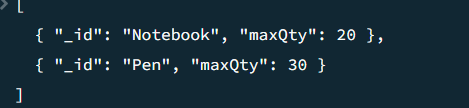 [
{ "_id": "Notebook", "maxQty": 20 },
{ "_id": "Pen", "maxQty": 30 }
]